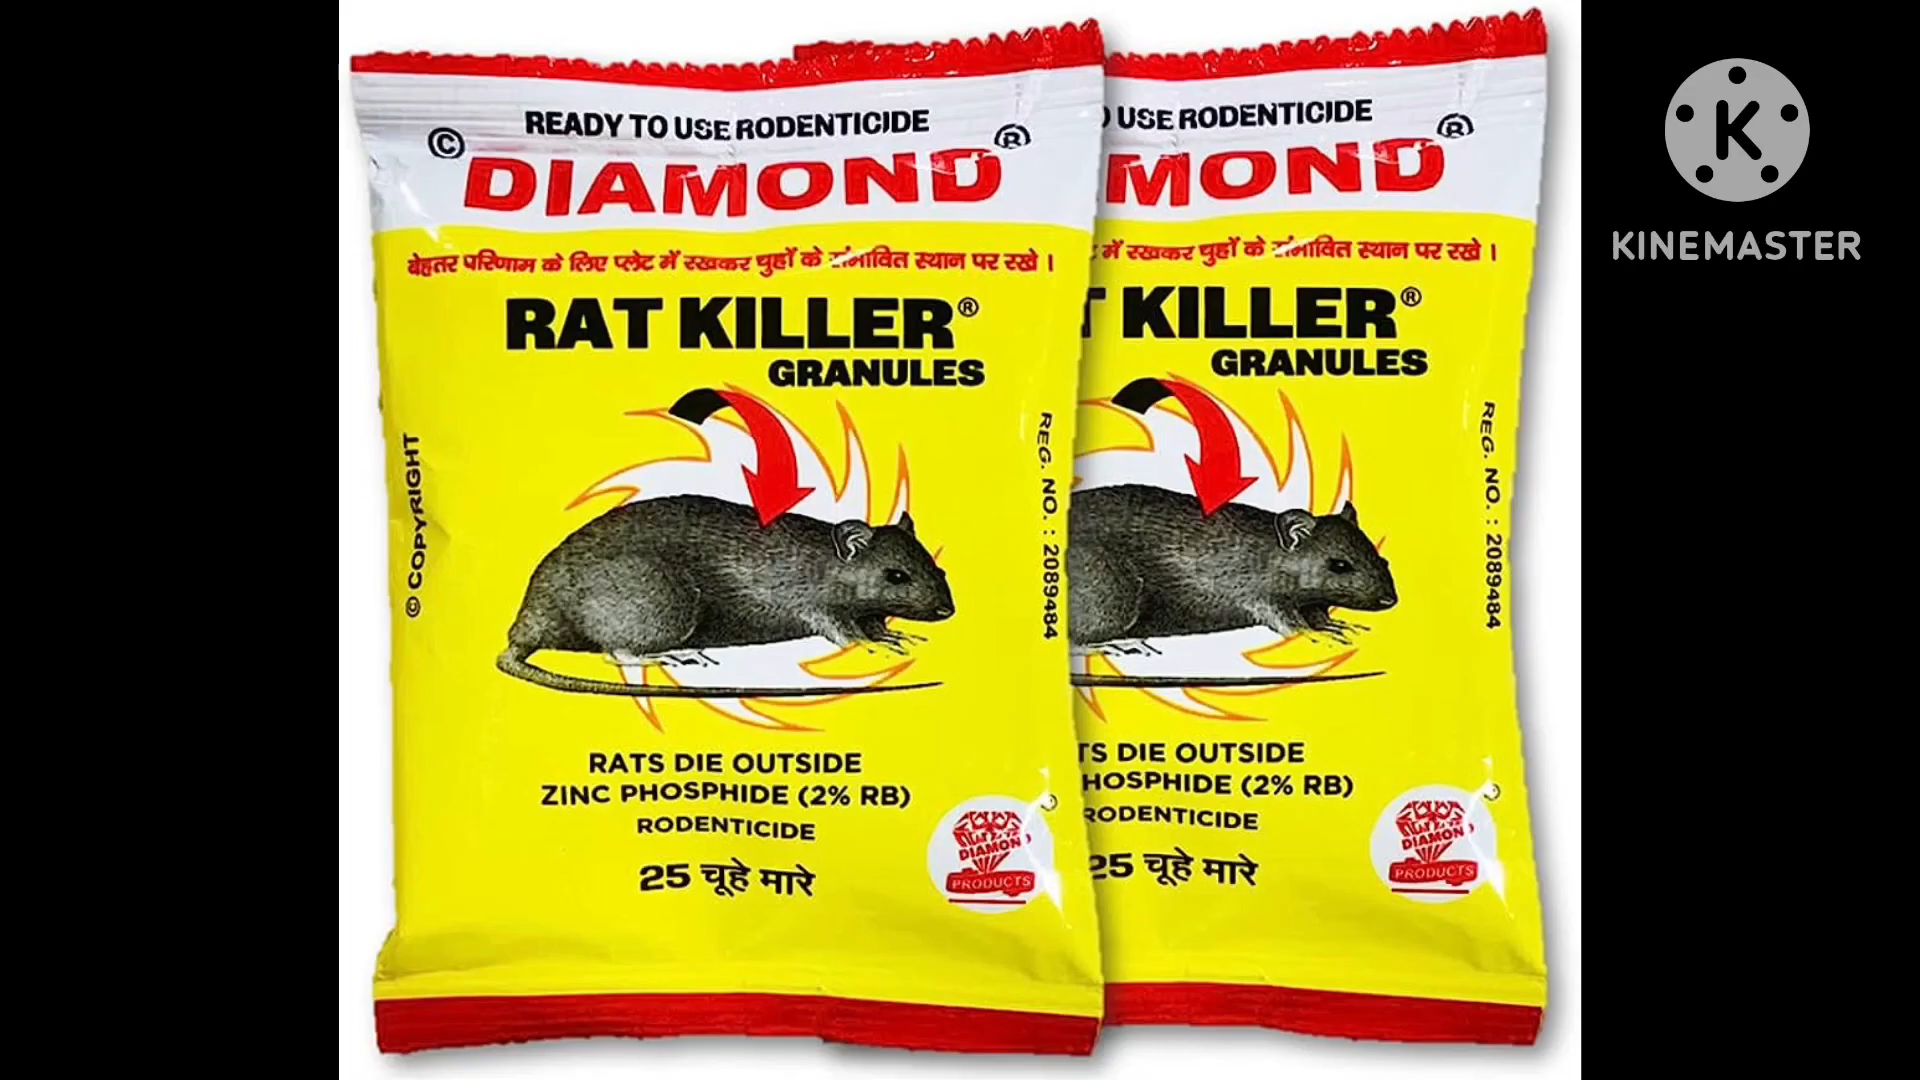 READY TO USE RODENTICIDE
© DIAMOND ®
बेहतर परिणाम के लिए प्लेट में रखकर चुहों के संभावित स्थान पर रखे ।
RAT KILLER®
GRANULES
© COPYRIGHT
REG. NO. : 2089484
RATS DIE OUTSIDE
ZINC PHOSPHIDE (2% RB)
RODENTICIDE
25 चूहे मारे
DIAMOND
PRODUCTS
USE RODENTICIDE
MOND ®
में रखकर चुहों के संभावित स्थान पर रखे ।
T KILLER®
GRANULES
REG. NO. : 2089484
TS DIE OUTSIDE
HOSPHIDE (2% RB)
RODENTICIDE
25 चूहे मारे
DIAMOND
PRODUCTS
K
KINEMASTER